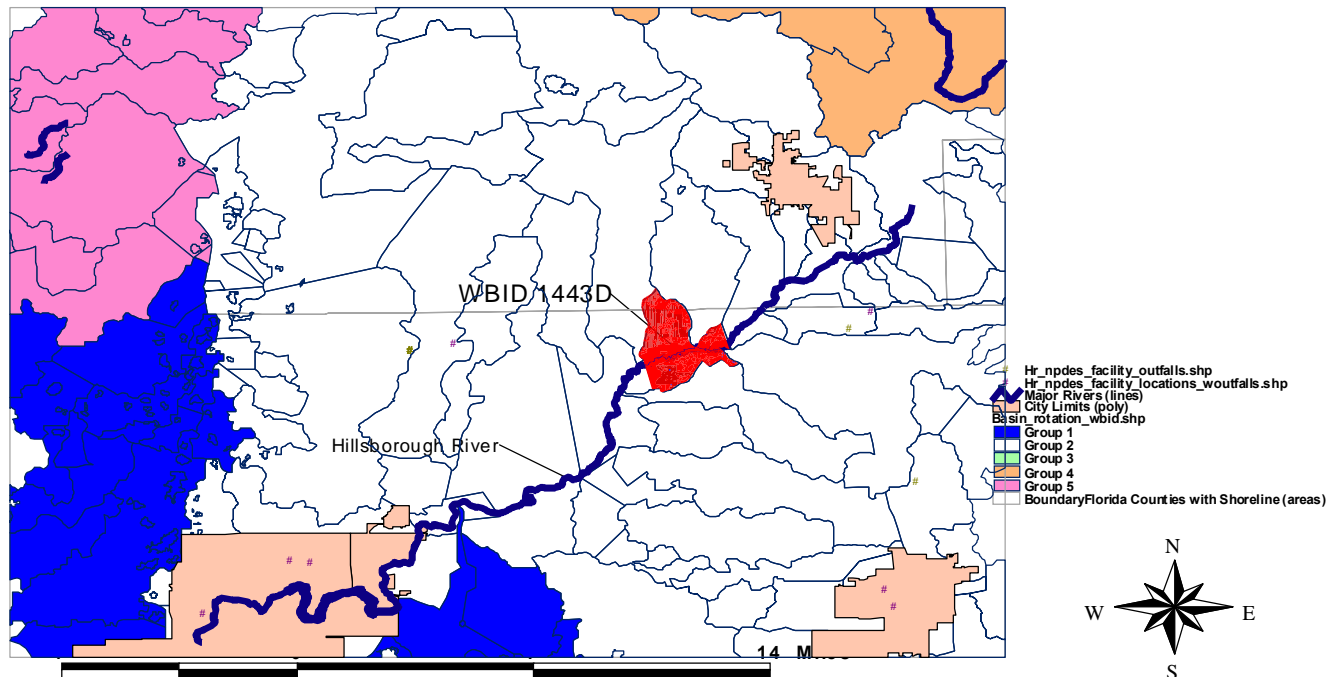 WBID 1443D
Hillsborough River
Hr_npdes_facility_outfalls.shp
Hr_npdes_facility_locations_woutfalls.shp
Major Rivers (lines)
City Limits (poly)
Basin_rotation_wbid.shp
Group 1
Group 2
Group 3
Group 4
Group 5
BoundaryFlorida Counties with Shoreline (areas)
N
W E
S
14